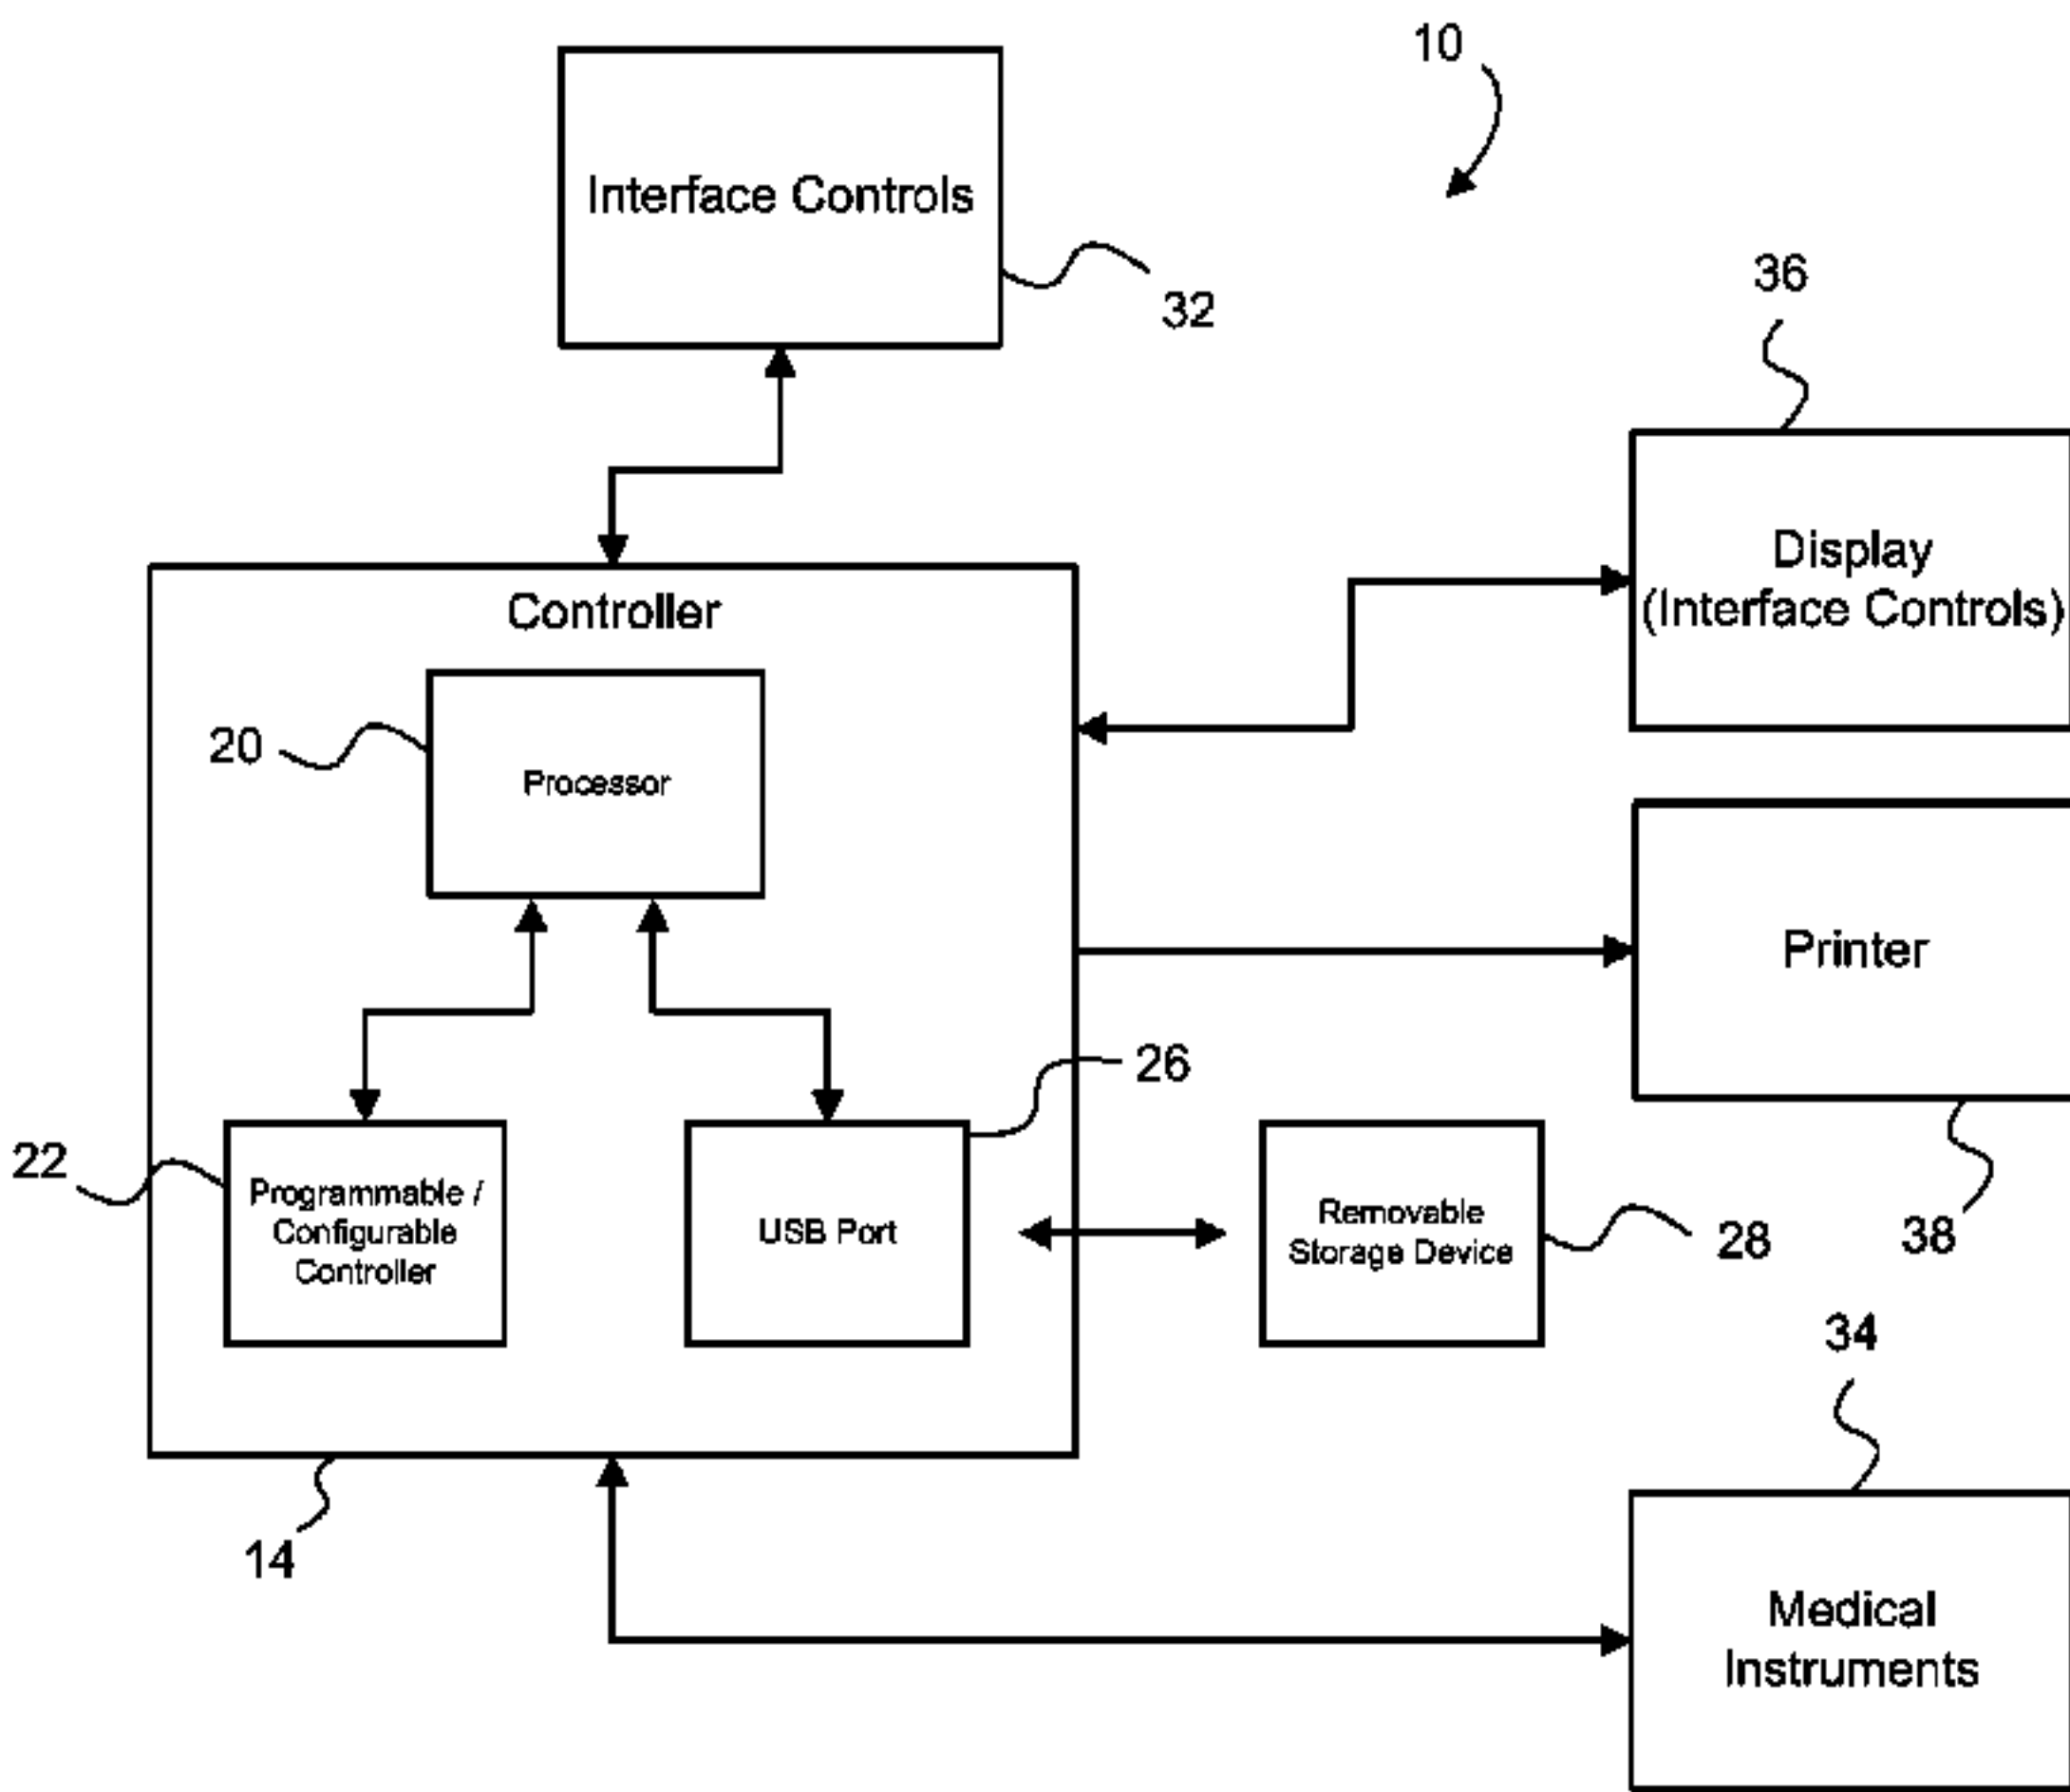 10
Interface Controls
32
36
Display
(Interface Controls)
Controller
20
Processor
Printer
38
26
22
Programmable /
Configurable
Controller
USB Port
Removable
Storage Device
28
34
14
Medical
Instruments